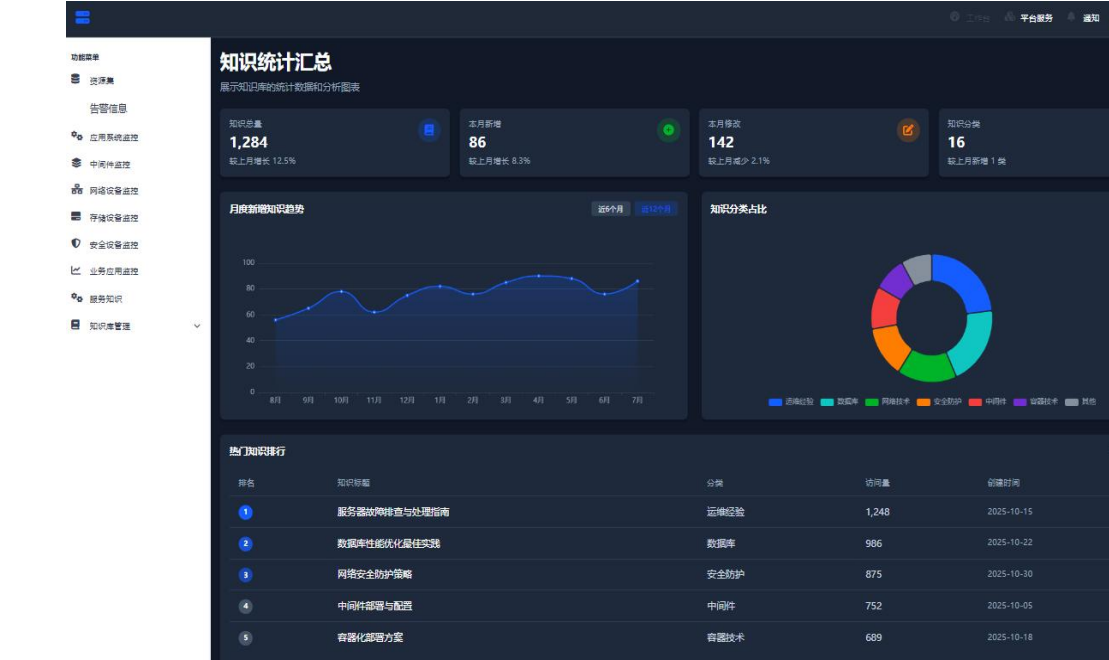 工作台 平台服务 通知
功能菜单
资源集
告警信息
应用系统监控
中间件监控
网络设备监控
存储设备监控
安全设备监控
业务应用监控
服务知识
知识库管理
知识统计汇总
展示知识库的统计数据和分析图表
知识总量
1,284
较上月增长 12.5%
本月新增
86
较上月增长 8.3%
本月修改
142
较上月减少 2.1%
知识分类
16
较上月新增 1 类
月度新增知识趋势
近6个月 近12个月
100
80
60
40
20
0
8月 9月 10月 11月 12月 1月 2月 3月 4月 5月 6月 7月
知识分类占比
运维经验 数据库 网络技术 安全防护 中间件 容器技术 其他
热门知识排行
排名 知识标题 分类 访问量 创建时间
1 服务器故障排查与处理指南 运维经验 1,248 2025-10-15
2 数据库性能优化最佳实践 数据库 986 2025-10-22
3 网络安全防护策略 安全防护 875 2025-10-30
4 中间件部署与配置 中间件 752 2025-10-05
5 容器化部署方案 容器技术 689 2025-10-18